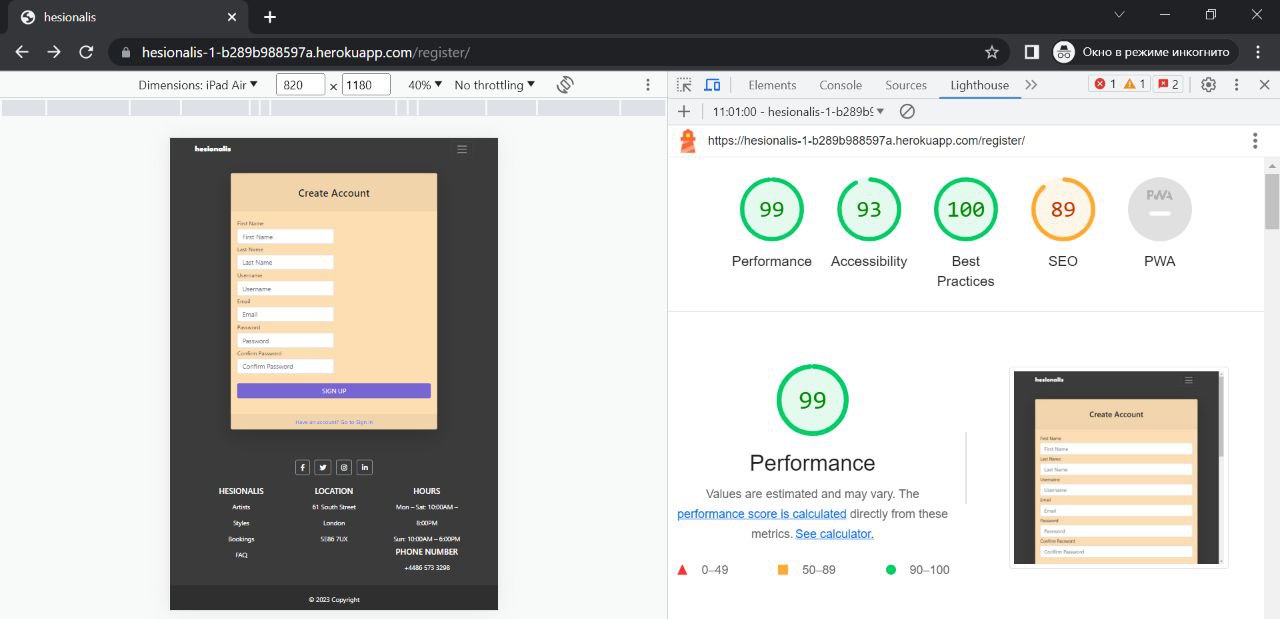 hesionalis
hesionalis-1-b289b988597a.herokuapp.com/register/
Окно в режиме инкогнито
Dimensions: iPad Air
820 × 1180
40%
No throttling
Elements
Console
Sources
Lighthouse
1
1
2
11:01:00 - hesionalis-b289b9
https://hesionalis-1-b289b988597a.herokuapp.com/register/
hesionalis
Create Account
First Name
First Name
Last Name
Last Name
Username
Username
Email
Email
Password
Password
Confirm Password
Confirm Password
SIGN UP
Have an account? Go to Sign In
HESIONALIS
Artists
Styles
Bookings
FAQ
LOCATION
61 South Street
London
SE86 7UX
HOURS
Mon – Sat: 10:00AM –
8:00PM
Sun: 10:00AM – 6:00PM
PHONE NUMBER
+4486 573 3298
© 2023 Copyright
99
Performance
93
Accessibility
100
Best
Practices
89
SEO
PWA
PWA
99
Performance
Values are estimated and may vary. The
performance score is calculated directly from these
metrics. See calculator.
0–49
50–89
90–100
hesionalis
Create Account
First Name
First Name
Last Name
Last Name
Username
Username
Email
Email
Password
Password
Confirm Password
Confirm Password